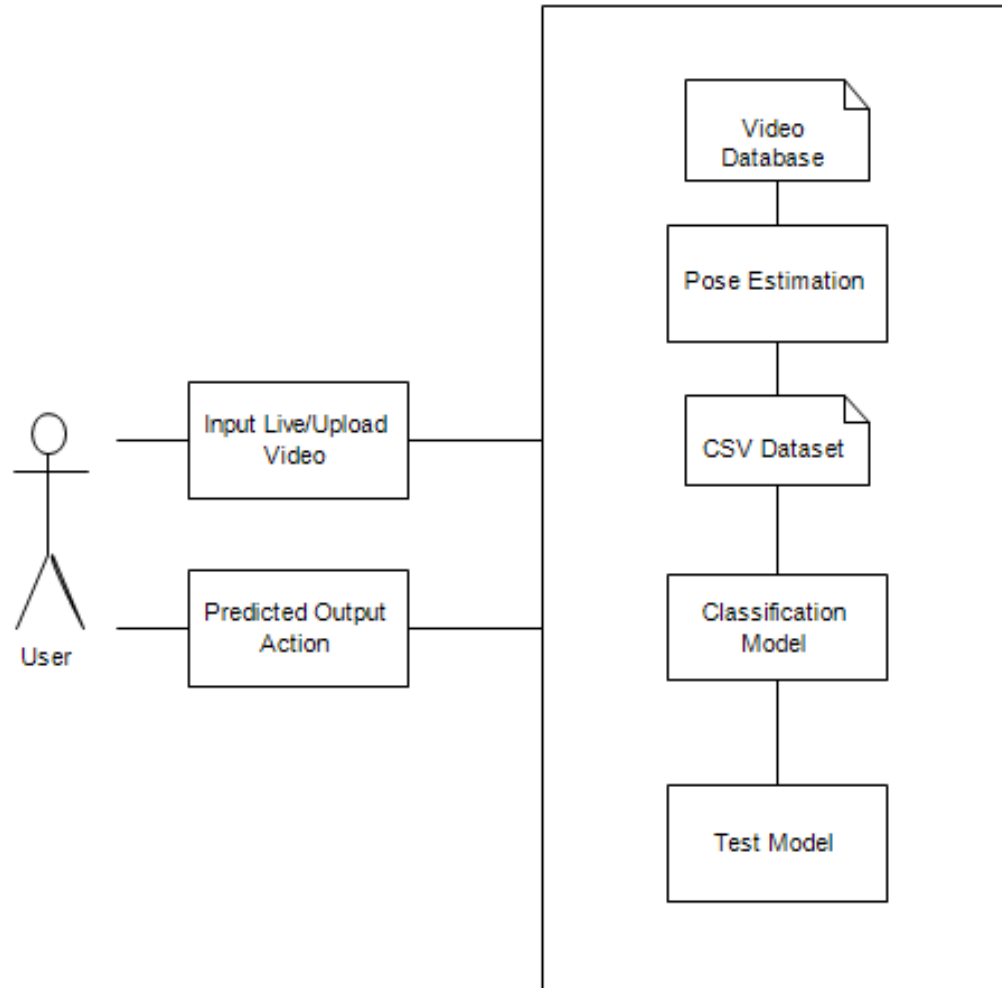 Video
Database
Pose Estimation
CSV Dataset
Classification
Model
Test Model
Input Live/Upload
Video
Predicted Output
Action
User